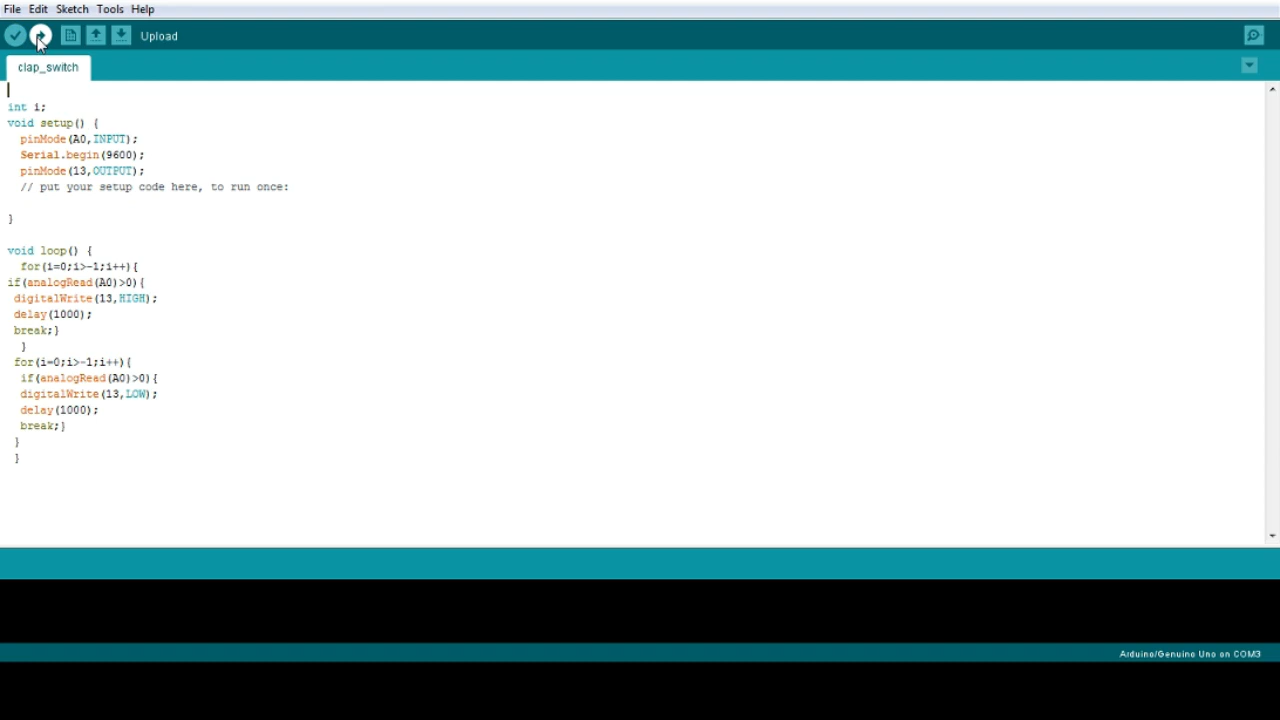 File Edit Sketch Tools Help
Upload
clap_switch
int i;
void setup() {
  pinMode(A0,INPUT);
  Serial.begin(9600);
  pinMode(13,OUTPUT);
  // put your setup code here, to run once:
}
void loop() {
  for(i=0;i>-1;i++){
if(analogRead(A0)>0){
 digitalWrite(13,HIGH);
 delay(1000);
 break;}
  }
 for(i=0;i>-1;i++){
  if(analogRead(A0)>0){
  digitalWrite(13,LOW);
  delay(1000);
  break;}
 }
 }
Arduino/Genuino Uno on COM3